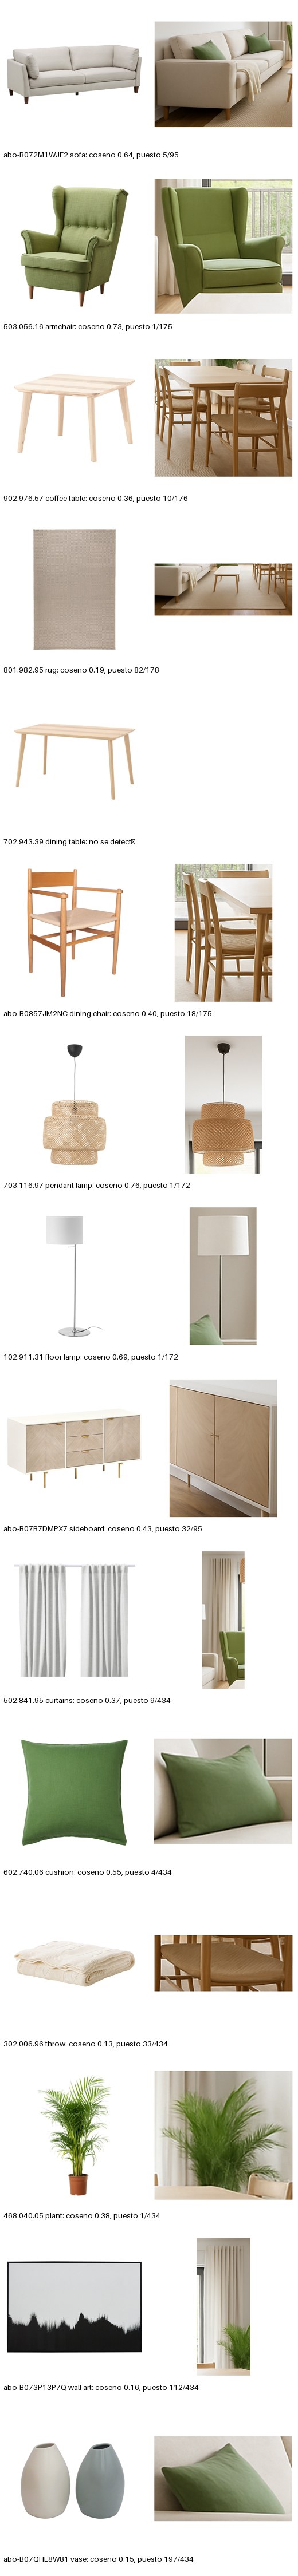 abo-B072M1WJF2 sofa: coseno 0.64, puesto 5/95
503.056.16 armchair: coseno 0.73, puesto 1/175
902.976.57 coffee table: coseno 0.36, puesto 10/176
801.982.95 rug: coseno 0.19, puesto 82/178
702.943.39 dining table: no se detect▯
abo-B0857JM2NC dining chair: coseno 0.40, puesto 18/175
703.116.97 pendant lamp: coseno 0.76, puesto 1/172
102.911.31 floor lamp: coseno 0.69, puesto 1/172
abo-B07B7DMPX7 sideboard: coseno 0.43, puesto 32/95
502.841.95 curtains: coseno 0.37, puesto 9/434
602.740.06 cushion: coseno 0.55, puesto 4/434
302.006.96 throw: coseno 0.13, puesto 33/434
468.040.05 plant: coseno 0.38, puesto 1/434
abo-B073P13P7Q wall art: coseno 0.16, puesto 112/434
abo-B07QHL8W81 vase: coseno 0.15, puesto 197/434